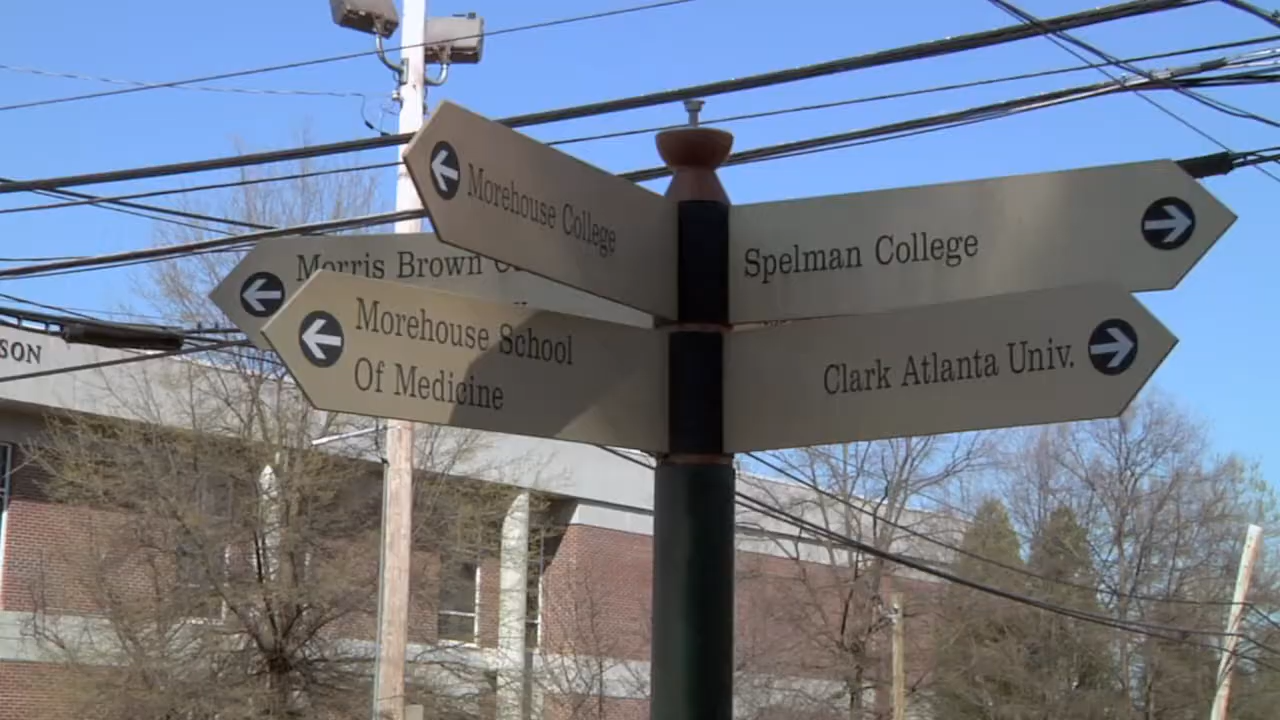 Morehouse College
Spelman College
Morris Brown
Morehouse School
Of Medicine
Clark Atlanta Univ.
SON